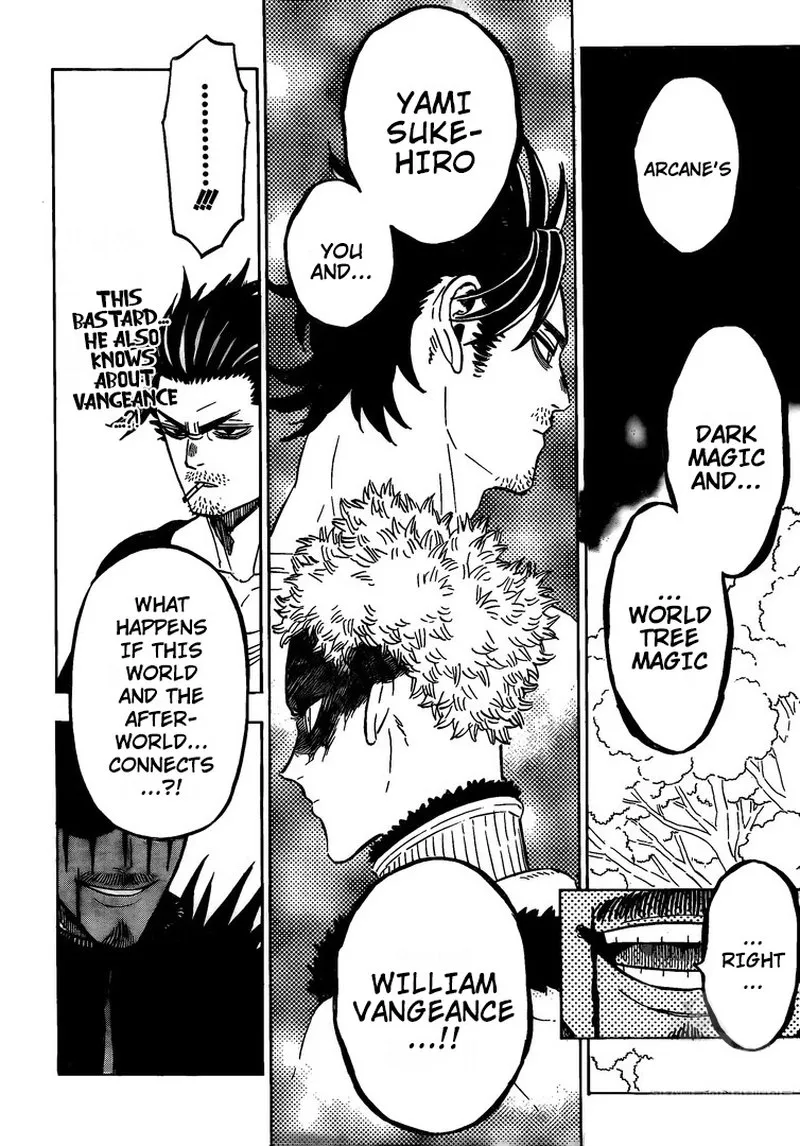 ARCANE'S
DARK
MAGIC
AND...
...
WORLD
TREE
MAGIC
...
RIGHT
...
YAMI
SUKE-
HIRO
YOU
AND...
WILLIAM
VANGEANCE
...!!
.........!!!
THIS
BASTARD...
HE ALSO
KNOWS
ABOUT
VANGEANCE
...?!
WHAT
HAPPENS
IF THIS
WORLD
AND THE
AFTER-
WORLD...
CONNECTS
...?!